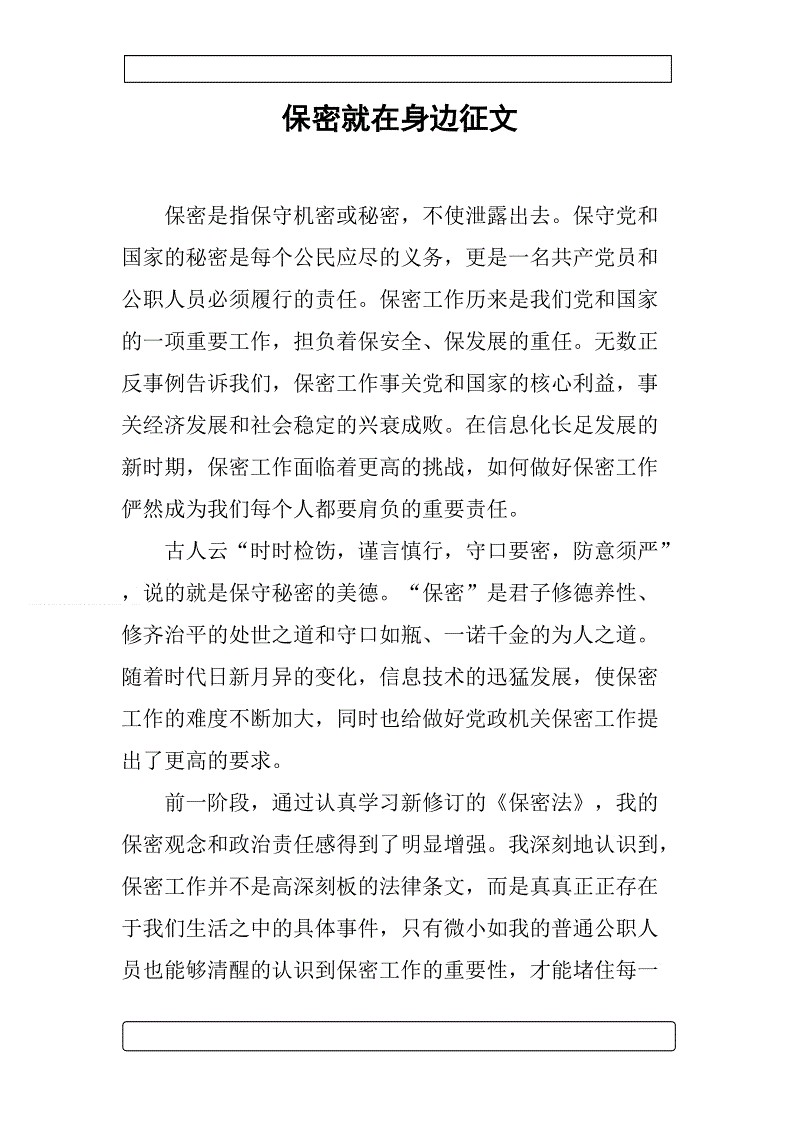 保密就在身边征文
保密是指保守机密或秘密，不使泄露出去。保守党和
国家的秘密是每个公民应尽的义务，更是一名共产党员和
公职人员必须履行的责任。保密工作历来是我们党和国家
的一项重要工作，担负着保安全、保发展的重任。无数正
反事例告诉我们，保密工作事关党和国家的核心利益，事
关经济发展和社会稳定的兴衰成败。在信息化长足发展的
新时期，保密工作面临着更高的挑战，如何做好保密工作
俨然成为我们每个人都要肩负的重要责任。
古人云“时时检饬，谨言慎行，守口要密，防意须严”
，说的就是保守秘密的美德。“保密”是君子修德养性、
修齐治平的处世之道和守口如瓶、一诺千金的为人之道。
随着时代日新月异的变化，信息技术的迅猛发展，使保密
工作的难度不断加大，同时也给做好党政机关保密工作提
出了更高的要求。
前一阶段，通过认真学习新修订的《保密法》，我的
保密观念和政治责任感得到了明显增强。我深刻地认识到，
保密工作并不是高深刻板的法律条文，而是真真正正存在
于我们生活之中的具体事件，只有微小如我的普通公职人
员也能够清醒的认识到保密工作的重要性，才能堵住每一